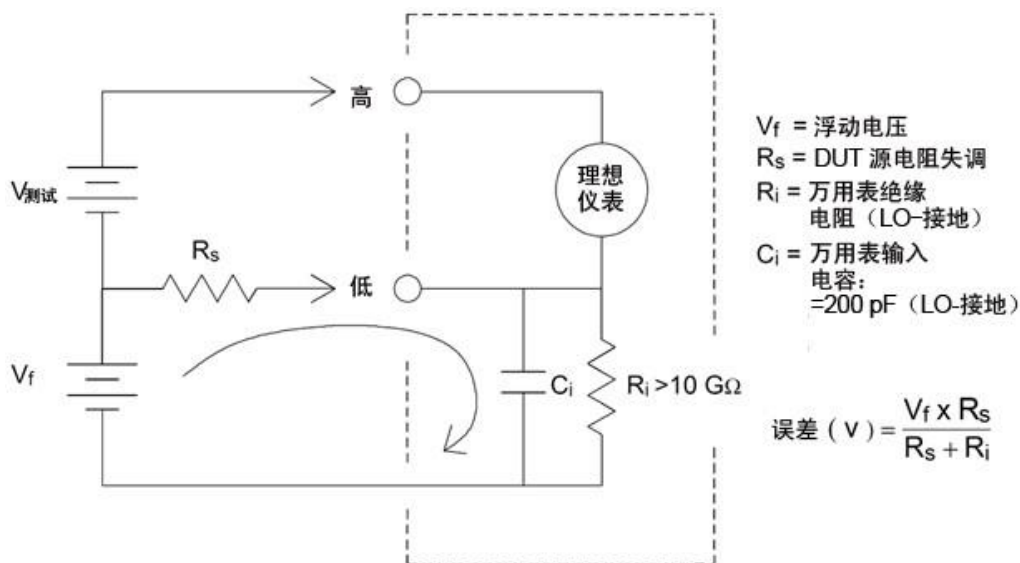 高
V测试
理想
仪表
Rs
低
Vf
Ci
Ri >10 GΩ
Vf = 浮动电压
Rs = DUT 源电阻失调
Ri = 万用表绝缘
电阻（LO-接地）
Ci = 万用表输入
电容：
=200 pF（LO-接地）
误差 ( V ) = Vf x Rs / Rs + Ri